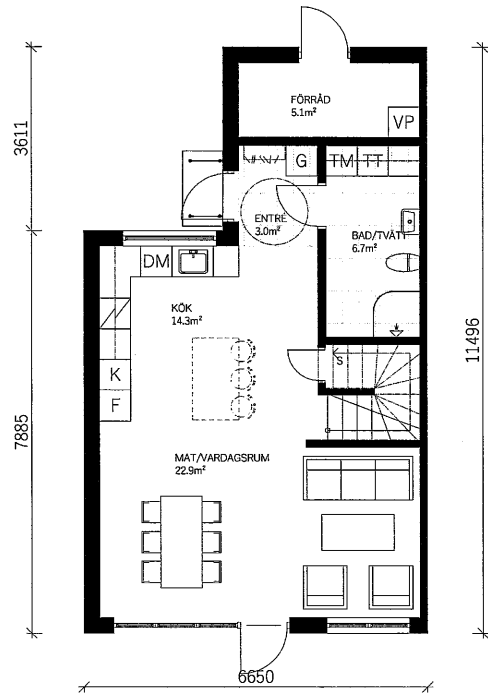 FÖRRÅD
5.1m²
VP
3611
G
TM
TT
ENTRÉ
3.0m²
BAD/TVÄTT
6.7m²
DM
KÖK
14.3m²
11496
S
K
F
7885
MAT/VARDAGSRUM
22.9m²
6650